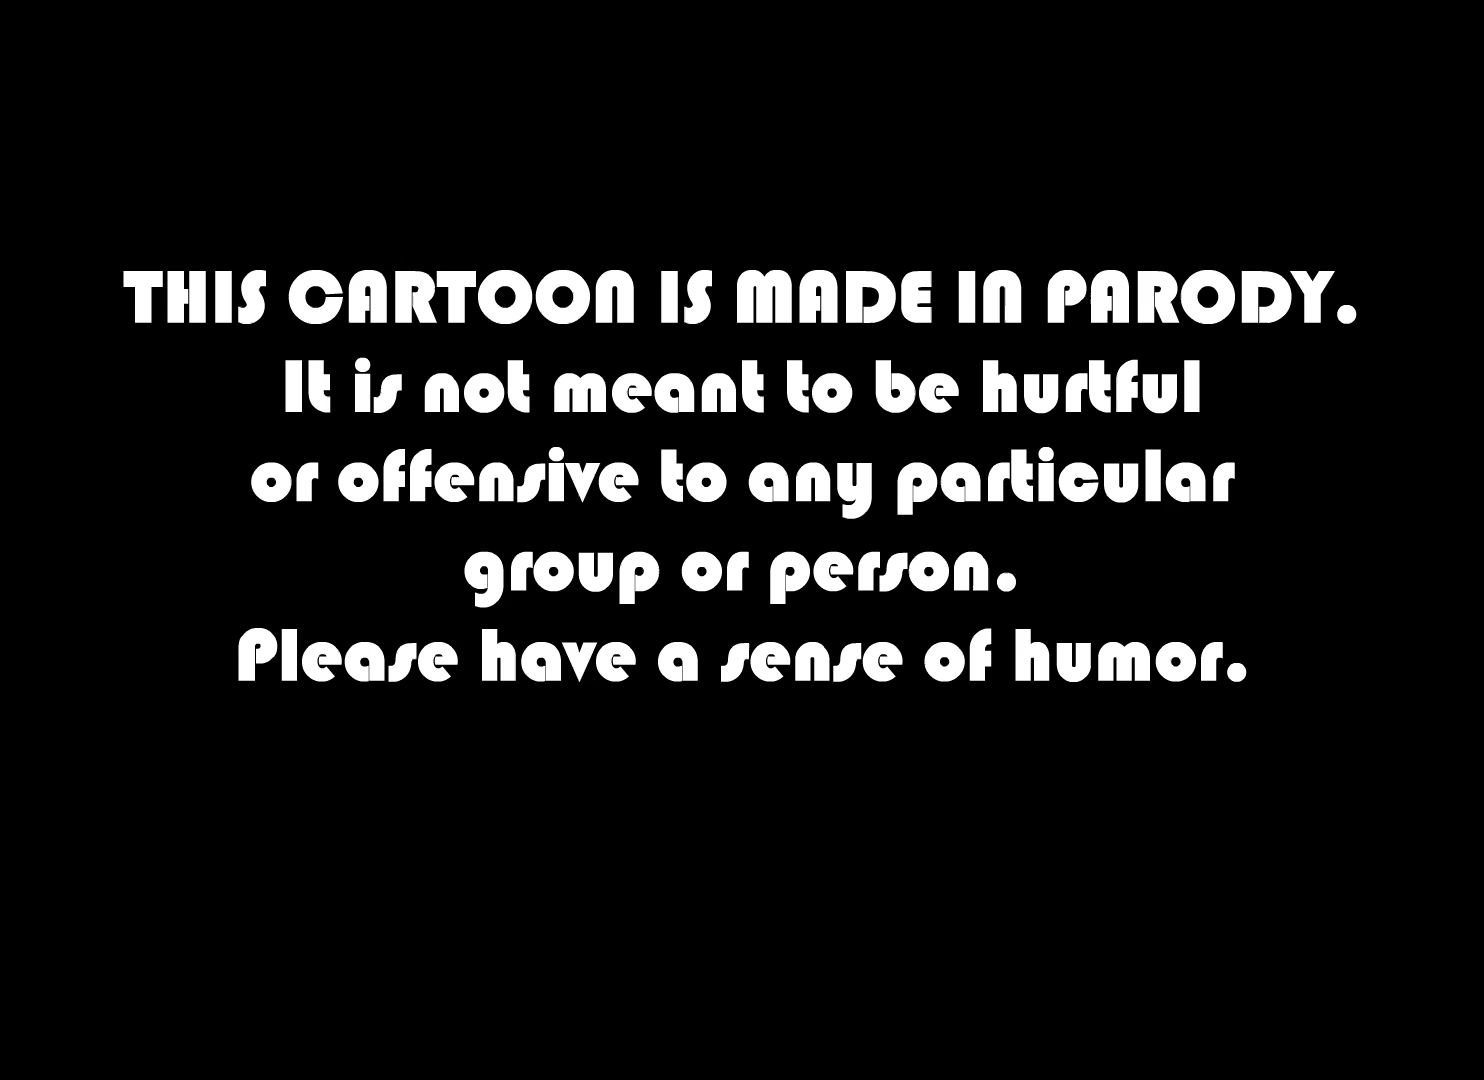 THIS CARTOON IS MADE IN PARODY.
It is not meant to be hurtful
or offensive to any particular
group or person.
Please have a sense of humor.